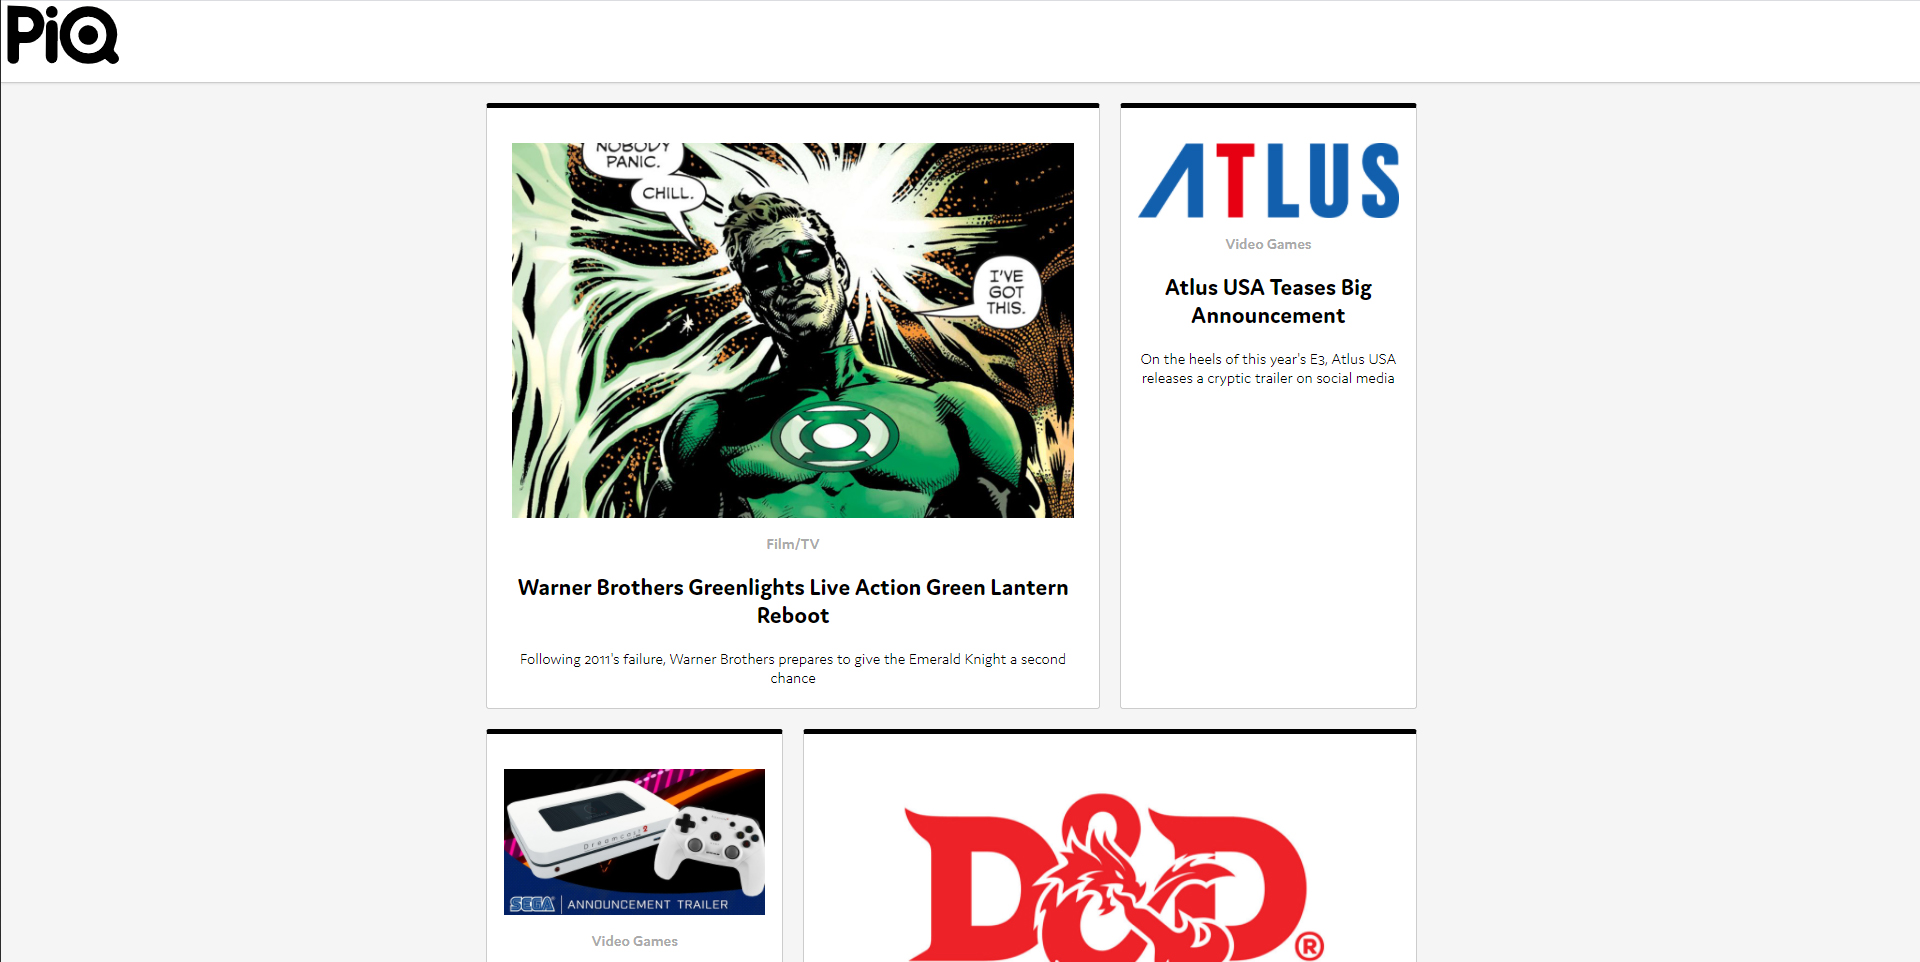 PiQ
NOBODY
PANIC.
CHILL.
I'VE
GOT
THIS.
Film/TV
Warner Brothers Greenlights Live Action Green Lantern
Reboot
Following 2011's failure, Warner Brothers prepares to give the Emerald Knight a second
chance
ATLUS
Video Games
Atlus USA Teases Big
Announcement
On the heels of this year's E3, Atlus USA
releases a cryptic trailer on social media
Dreamcast 2
SEGA | ANNOUNCEMENT TRAILER
Video Games
D&D®